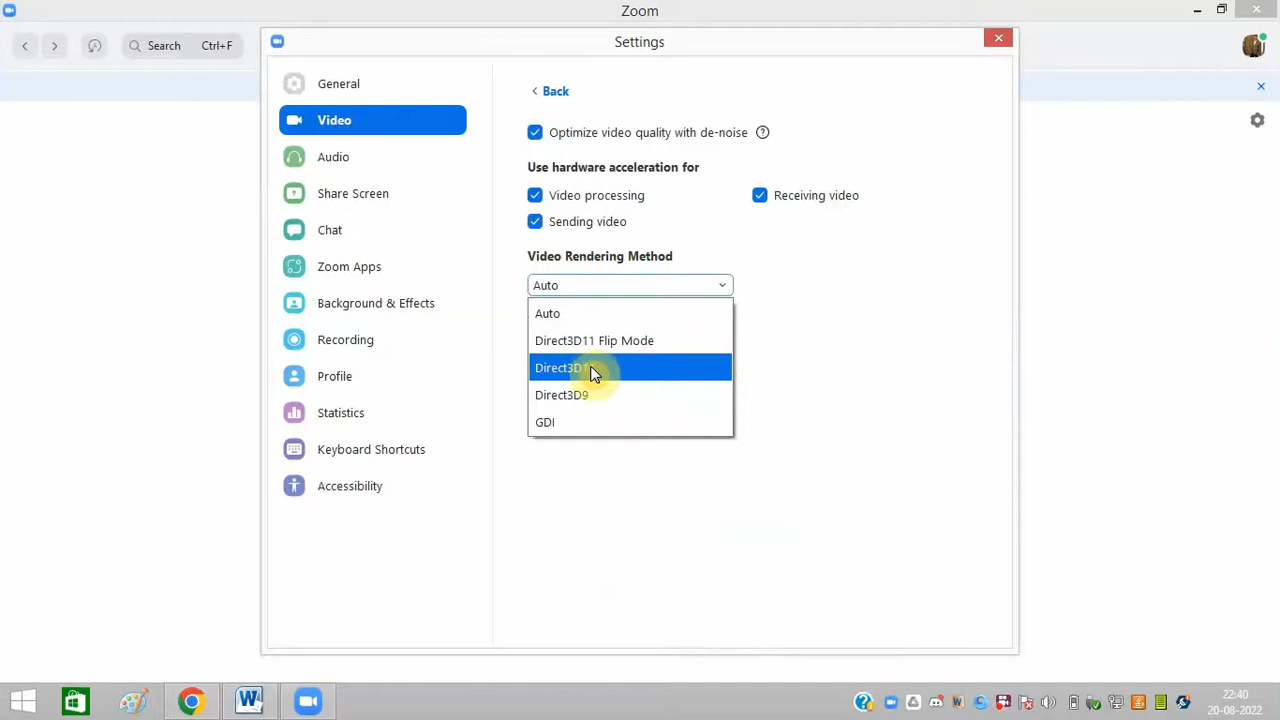 Zoom
Search Ctrl+F
Settings
General
Video
Audio
Share Screen
Chat
Zoom Apps
Background & Effects
Recording
Profile
Statistics
Keyboard Shortcuts
Accessibility
Back
Optimize video quality with de-noise
Use hardware acceleration for
Video processing
Receiving video
Sending video
Video Rendering Method
Auto
Auto
Direct3D11 Flip Mode
Direct3D9
GDI
22:40
20-08-2022